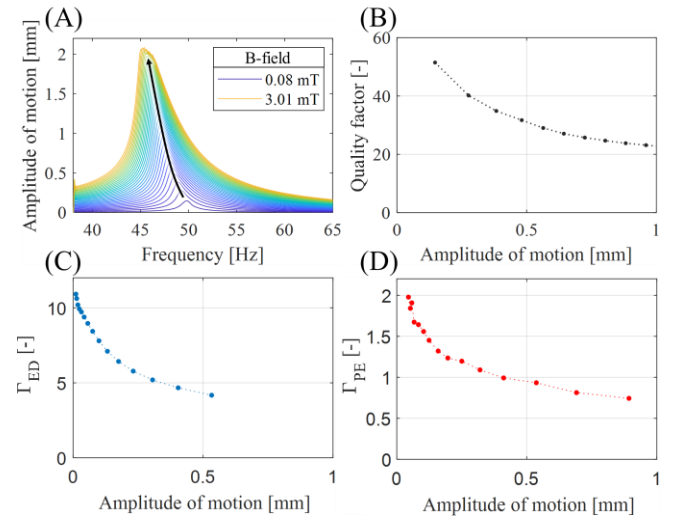 (A)
Amplitude of motion [mm]
2
1.5
1
0.5
0
B-field
0.08 mT
3.01 mT
40
45
50
55
60
65
Frequency [Hz]
(B)
Quality factor [-]
60
40
20
0
0
0.5
1
Amplitude of motion [mm]
(C)
Γ_ED [-]
10
5
0
0
0.5
1
Amplitude of motion [mm]
(D)
Γ_PE [-]
2
1.5
1
0.5
0
0
0.5
1
Amplitude of motion [mm]